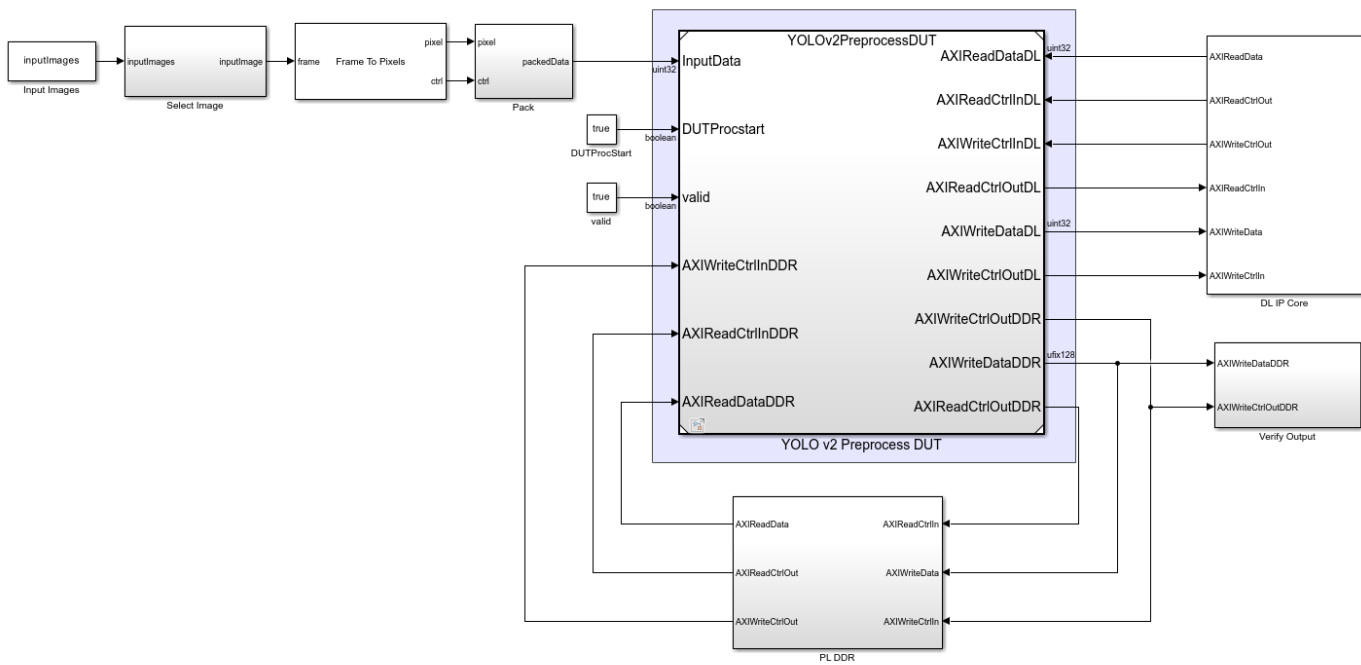 inputImages
Input Images
inputImages
inputImage
Select Image
frame
Frame To Pixels
pixel
ctrl
pixel
ctrl
packedData
Pack
uint32
true
DUTProcStart
boolean
true
valid
boolean
YOLOv2PreprocessDUT
InputData
DUTProcstart
valid
AXIWriteCtrlInDDR
AXIReadCtrlInDDR
AXIReadDataDDR
AXIReadDataDL
AXIReadCtrlInDL
AXIWriteCtrlInDL
AXIReadCtrlOutDL
AXIWriteDataDL
AXIWriteCtrlOutDL
AXIWriteCtrlOutDDR
AXIWriteDataDDR
AXIReadCtrlOutDDR
YOLO v2 Preprocess DUT
uint32
uint32
ufix128
AXIReadData
AXIReadCtrlOut
AXIWriteCtrlOut
AXIReadCtrlIn
AXIWriteData
AXIWriteCtrlIn
DL IP Core
AXIWriteDataDDR
AXIWriteCtrlOutDDR
Verify Output
AXIReadData
AXIReadCtrlOut
AXIWriteCtrlOut
AXIReadCtrlIn
AXIWriteData
AXIWriteCtrlIn
PL DDR